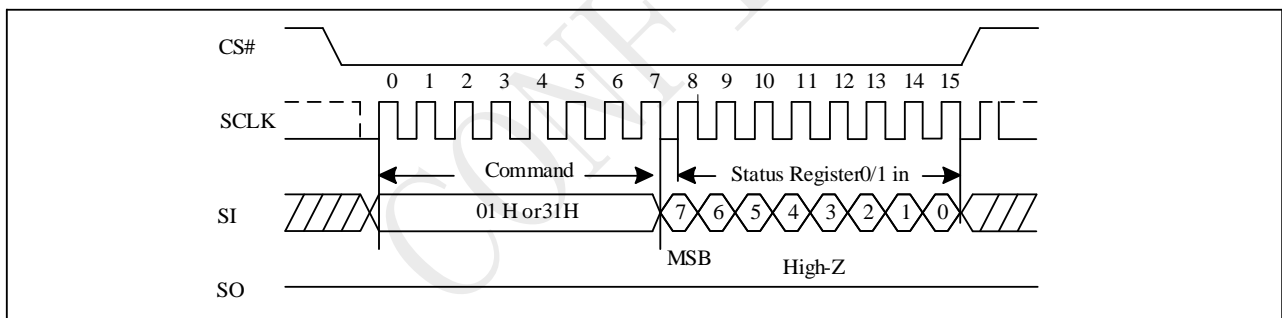 CONF
CS#
0 1 2 3 4 5 6 7 8 9 10 11 12 13 14 15
SCLK
Command
Status Register0/1 in
SI
01 H or31H
7 6 5 4 3 2 1 0
MSB
High-Z
SO